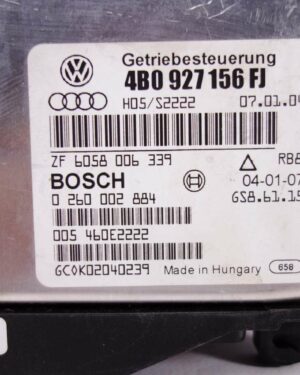 Getriebesteuerung
4B0 927 156 FJ
H05/S2222 07.01.04
ZF 6058 006 339 RB8
BOSCH 04-01-07
0 260 002 884 GS8.61.15
005 460E2222
GC0K02040239 Made in Hungary 658